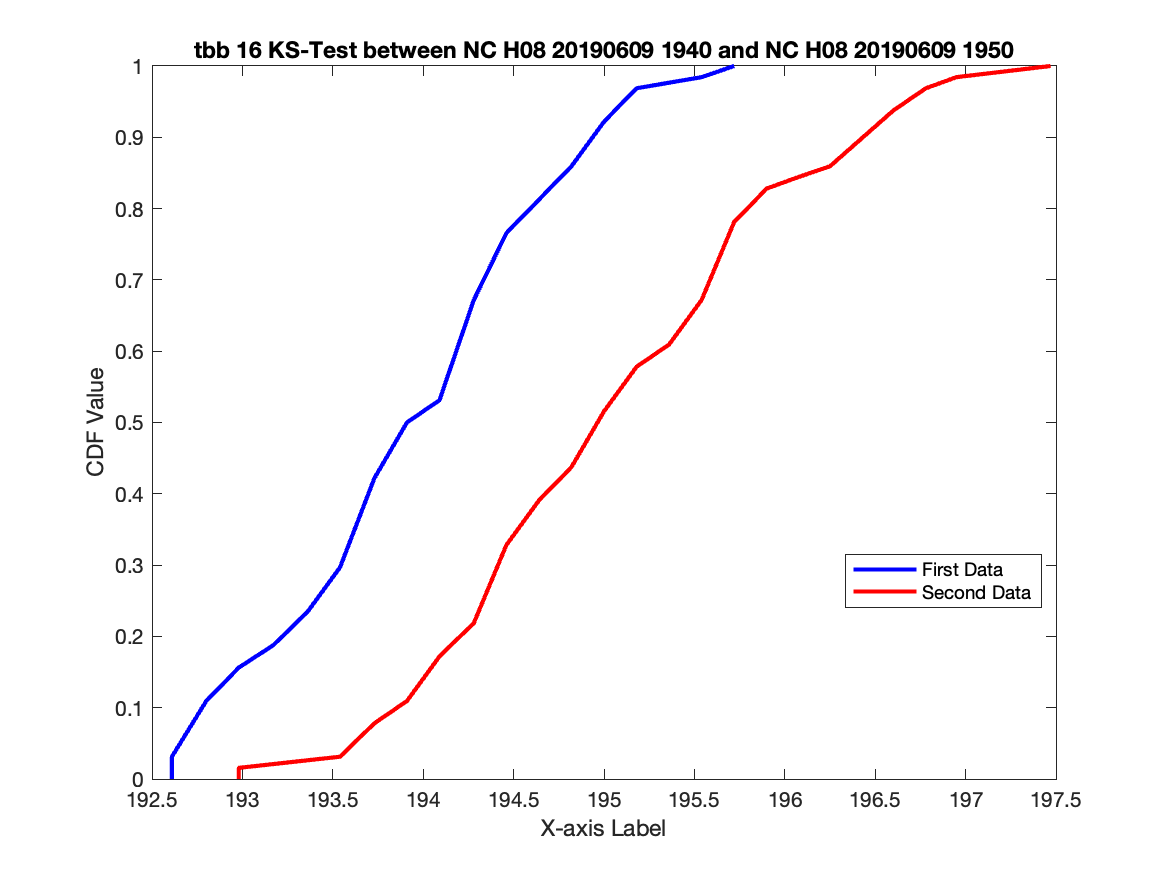 tbb 16 KS-Test between NC H08 20190609 1940 and NC H08 20190609 1950
1
0.9
0.8
0.7
0.6
0.5
0.4
0.3
0.2
0.1
0
CDF Value
First Data
Second Data
192.5 193 193.5 194 194.5 195 195.5 196 196.5 197 197.5
X-axis Label